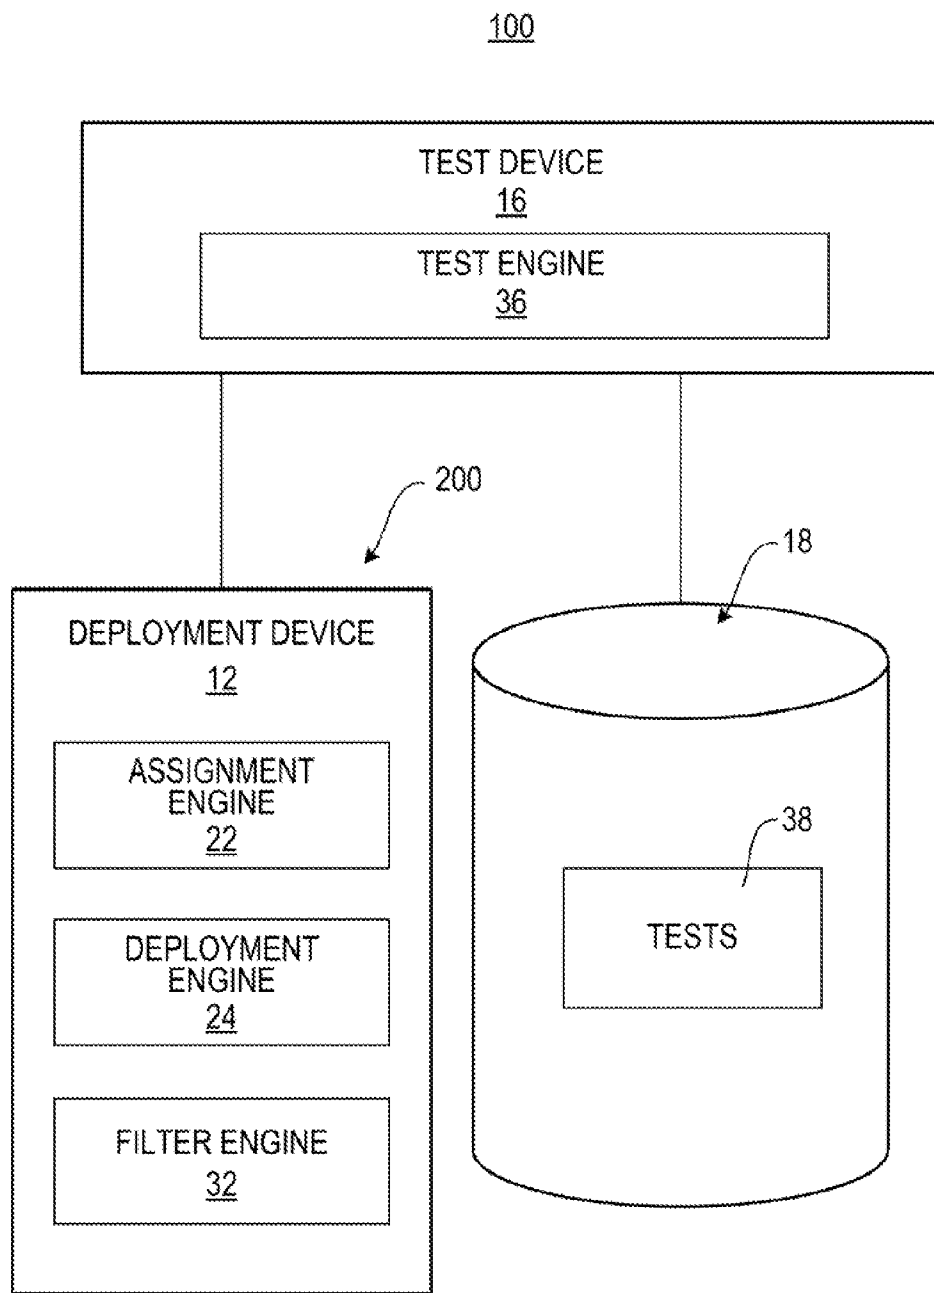 100
TEST DEVICE
16
TEST ENGINE
36
200
18
DEPLOYMENT DEVICE
12
ASSIGNMENT
ENGINE
22
38
TESTS
DEPLOYMENT
ENGINE
24
FILTER ENGINE
32